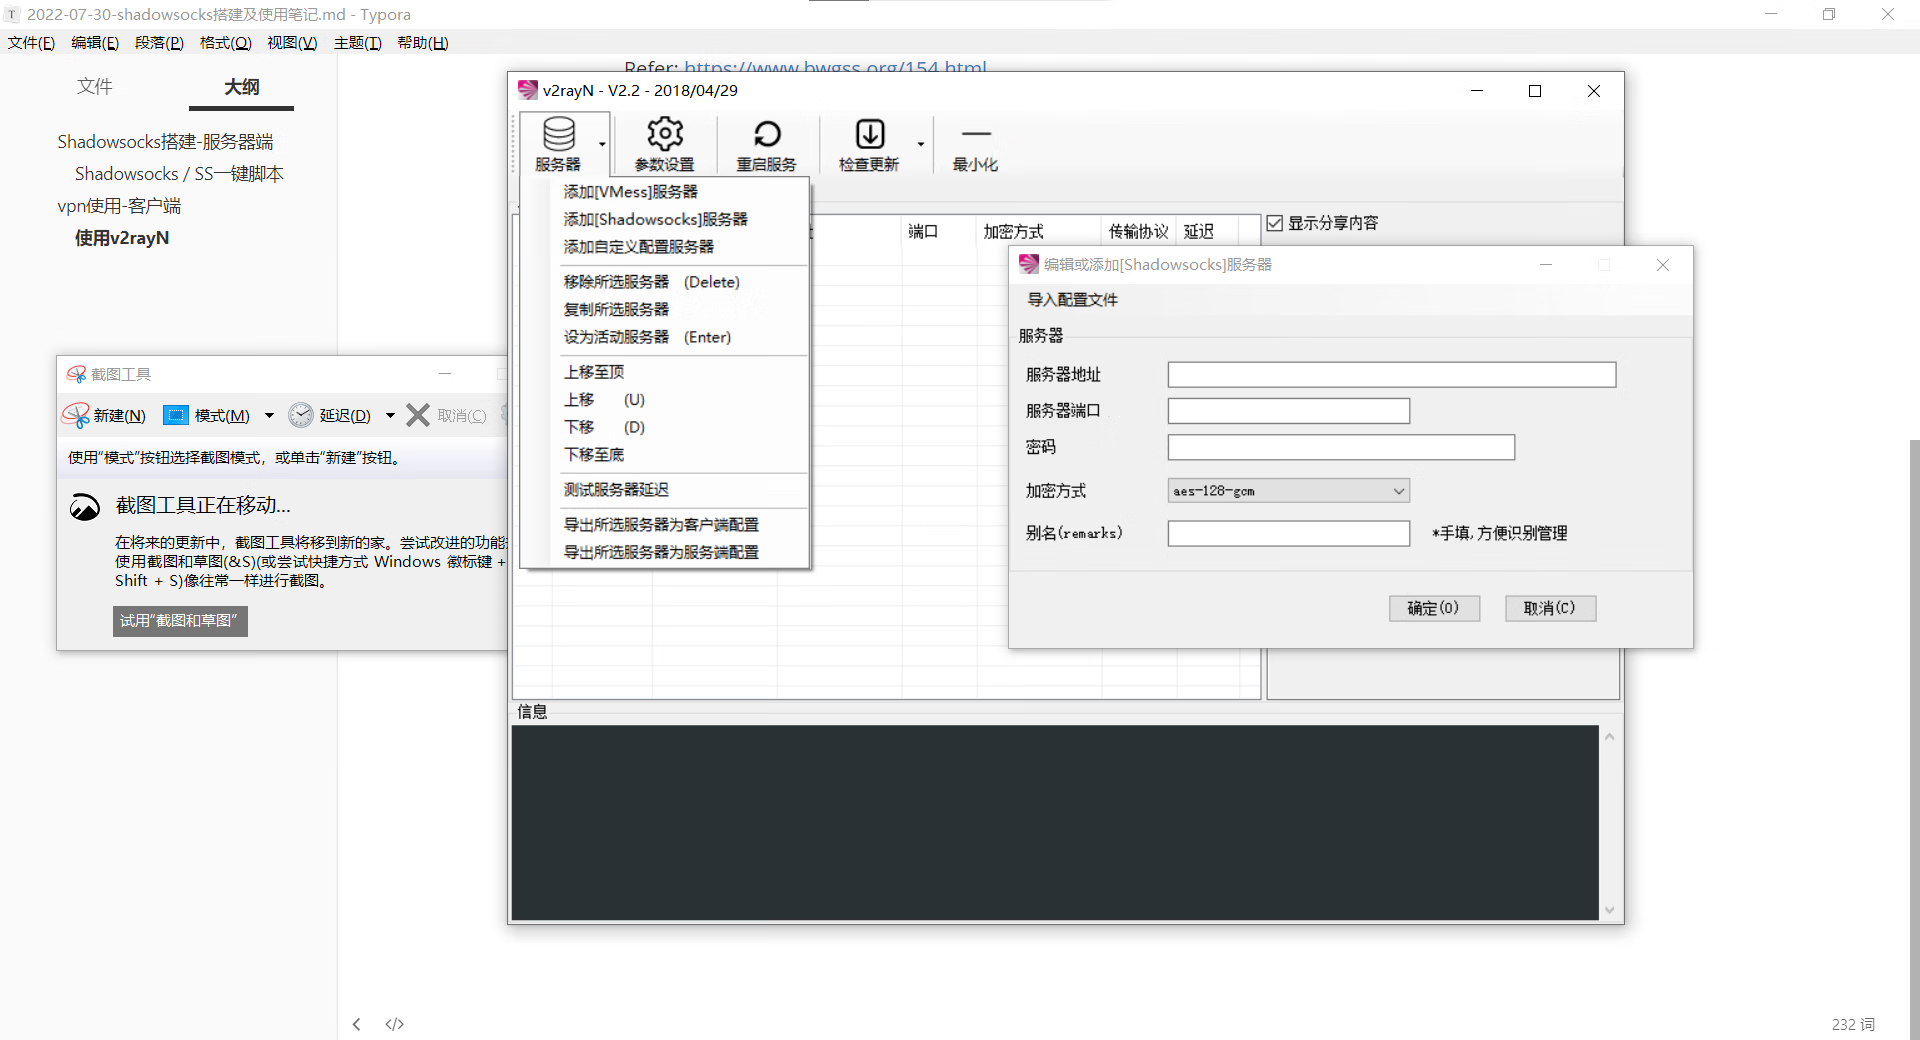 2022-07-30-shadowsocks搭建及使用笔记.md - Typora
文件(F) 编辑(E) 段落(P) 格式(O) 视图(V) 主题(T) 帮助(H)
文件 大纲
Shadowsocks搭建-服务器端
Shadowsocks / SS一键脚本
vpn使用-客户端
使用v2rayN
Refer: https://www.bwgss.org/154.html
v2rayN - V2.2 - 2018/04/29
服务器 参数设置 重启服务 检查更新 最小化
添加[VMess]服务器
添加[Shadowsocks]服务器
添加自定义配置服务器
移除所选服务器 (Delete)
复制所选服务器
设为活动服务器 (Enter)
上移至顶
上移 (U)
下移 (D)
下移至底
测试服务器延迟
导出所选服务器为客户端配置
导出所选服务器为服务端配置
端口 加密方式 传输协议 延迟
显示分享内容
编辑或添加[Shadowsocks]服务器
导入配置文件
服务器
服务器地址
服务器端口
密码
加密方式 aes-128-gcm
别名(remarks) *手填,方便识别管理
确定(O) 取消(C)
信息
截图工具
新建(N) 模式(M) 延迟(D) 取消(C)
使用“模式”按钮选择截图模式，或单击“新建”按钮。
截图工具正在移动...
在将来的更新中，截图工具将移到新的家。尝试改进的功能
使用截图和草图(&S)(或尝试快捷方式 Windows 徽标键 +
Shift + S)像往常一样进行截图。
试用“截图和草图”
</> 232 词